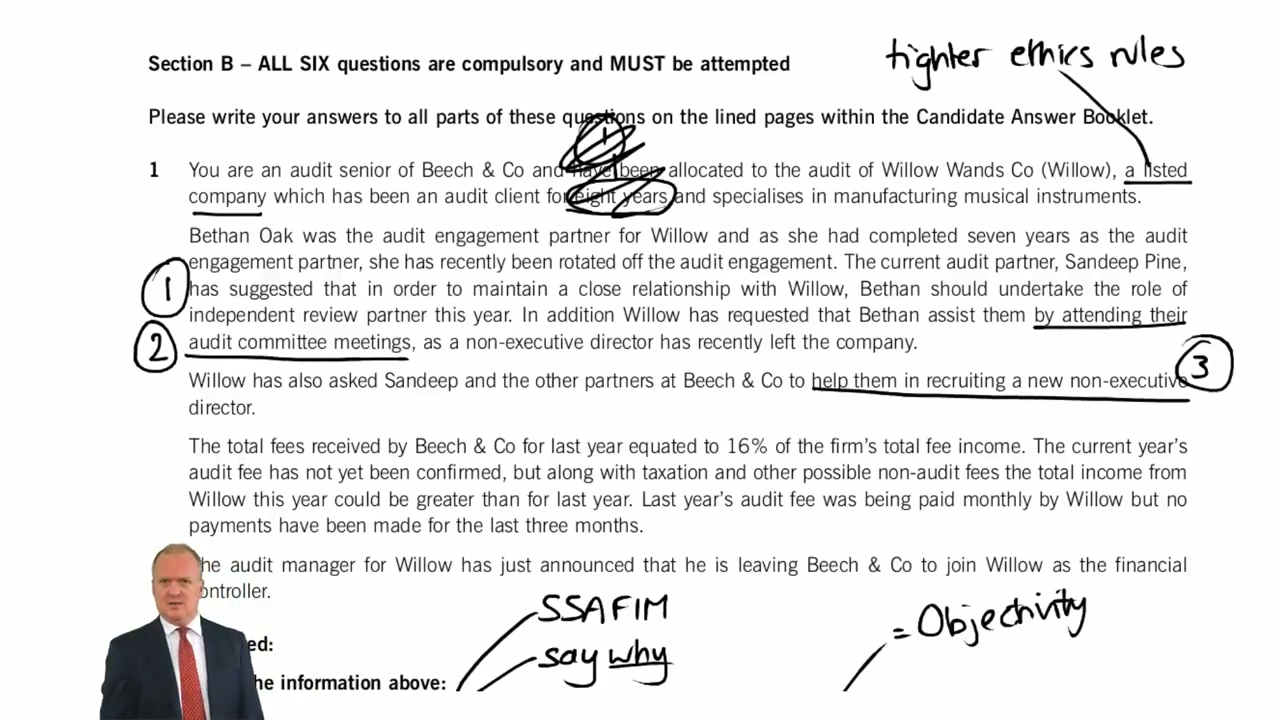 tighter ethics rules
Section B – ALL SIX questions are compulsory and MUST be attempted
Please write your answers to all parts of these questions on the lined pages within the Candidate Answer Booklet.
1 You are an audit senior of Beech & Co and have been allocated to the audit of Willow Wands Co (Willow), a listed
company which has been an audit client for eight years and specialises in manufacturing musical instruments.
Bethan Oak was the audit engagement partner for Willow and as she had completed seven years as the audit
engagement partner, she has recently been rotated off the audit engagement. The current audit partner, Sandeep Pine,
1 has suggested that in order to maintain a close relationship with Willow, Bethan should undertake the role of
independent review partner this year. In addition Willow has requested that Bethan assist them by attending their
2 audit committee meetings, as a non-executive director has recently left the company.
Willow has also asked Sandeep and the other partners at Beech & Co to help them in recruiting a new non-executive 3
director.
The total fees received by Beech & Co for last year equated to 16% of the firm's total fee income. The current year's
audit fee has not yet been confirmed, but along with taxation and other possible non-audit fees the total income from
Willow this year could be greater than for last year. Last year's audit fee was being paid monthly by Willow but no
payments have been made for the last three months.
he audit manager for Willow has just announced that he is leaving Beech & Co to join Willow as the financial
ontroller.
SSAFIM
= Objectivity
ed:
say why
he information above: